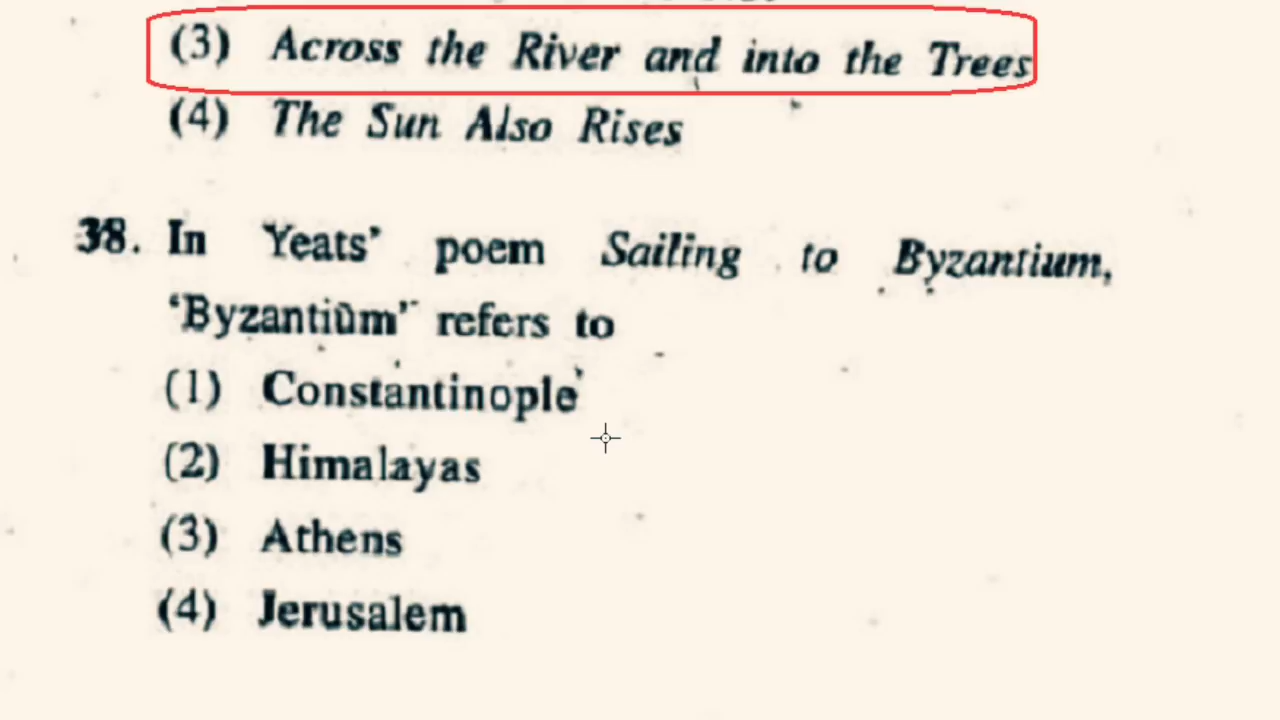 (3) Across the River and into the Trees
(4) The Sun Also Rises
38. In Yeats' poem Sailing to Byzantium,
'Byzantium' refers to
(1) Constantinople
(2) Himalayas
(3) Athens
(4) Jerusalem